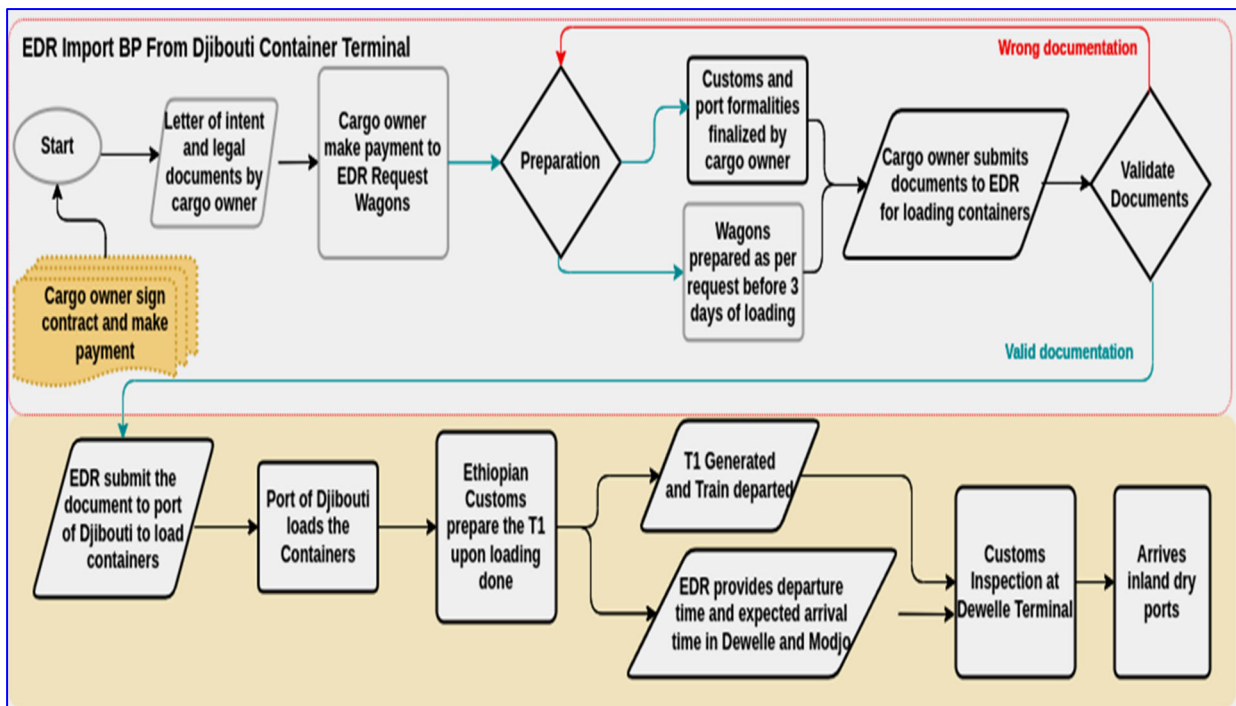 EDR Import BP From Djibouti Container Terminal
Wrong documentation
Start
Letter of intent
and legal
documents by
cargo owner
Cargo owner
make payment to
EDR Request
Wagons
Preparation
Customs and
port formalities
finalized by
cargo owner
Wagons
prepared as per
request before 3
days of loading
Cargo owner submits
documents to EDR
for loading containers
Validate
Documents
Cargo owner sign
contract and make
payment
Valid documentation
EDR submit the
document to port
of Djibouti to load
containers
Port of Djibouti
loads the
Containers
Ethiopian
Customs
prepare the T1
upon loading
done
T1 Generated
and Train departed
EDR provides departure
time and expected arrival
time in Dewelle and Modjo
Customs
Inspection at
Dewelle Terminal
Arrives
inland dry
ports